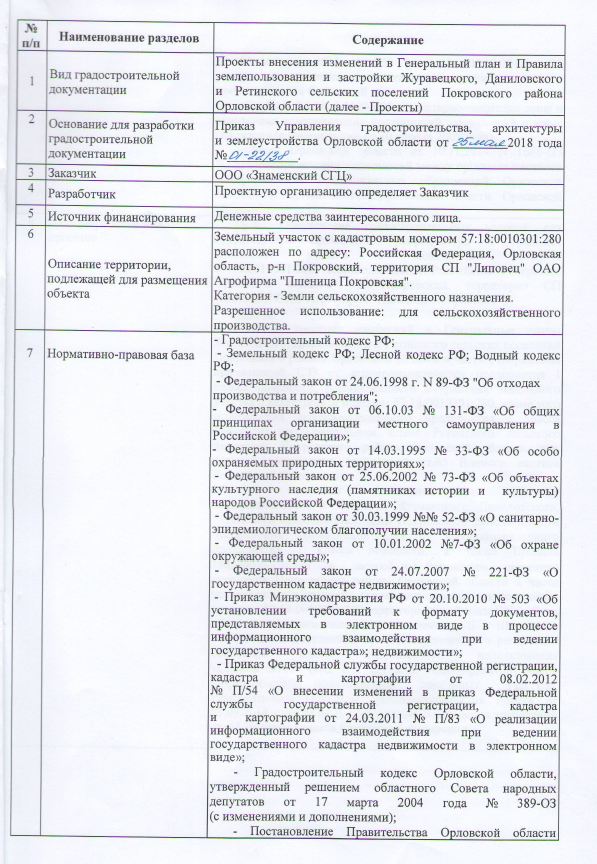 №
п/п
Наименование разделов
Содержание
1
Вид градостроительной
документации
Проекты внесения изменений в Генеральный план и Правила
землепользования и застройки Журавецкого, Даниловского
и Ретинского сельских поселений Покровского района
Орловской области (далее - Проекты)
2
Основание для разработки
градостроительной
документации
Приказ Управления градостроительства, архитектуры
и землеустройства Орловской области от 25 мая 2018 года
№ 01-22/38 .
3
Заказчик
ООО «Знаменский СГЦ»
4
Разработчик
Проектную организацию определяет Заказчик
5
Источник финансирования
Денежные средства заинтересованного лица.
6
Описание территории,
подлежащей для размещения
объекта
Земельный участок с кадастровым номером 57:18:0010301:280
расположен по адресу: Российская Федерация, Орловская
область, р-н Покровский, территория СП "Липовец" ОАО
Агрофирма "Пшеница Покровская".
Категория - Земли сельскохозяйственного назначения.
Разрешенное использование: для сельскохозяйственного
производства.
7
Нормативно-правовая база
- Градостроительный кодекс РФ;
- Земельный кодекс РФ; Лесной кодекс РФ; Водный кодекс
РФ;
- Федеральный закон от 24.06.1998 г. N 89-ФЗ "Об отходах
производства и потребления";
- Федеральный закон от 06.10.03 № 131-ФЗ «Об общих
принципах организации местного самоуправления в
Российской Федерации»;
- Федеральный закон от 14.03.1995 № 33-ФЗ «Об особо
охраняемых природных территориях»;
- Федеральный закон от 25.06.2002 № 73-ФЗ «Об объектах
культурного наследия (памятниках истории и культуры)
народов Российской Федерации»;
- Федеральный закон от 30.03.1999 №№ 52-ФЗ «О санитарно-
эпидемиологическом благополучии населения»;
- Федеральный закон от 10.01.2002 №7-ФЗ «Об охране
окружающей среды»;
- Федеральный закон от 24.07.2007 № 221-ФЗ «О
государственном кадастре недвижимости»;
- Приказ Минэкономразвития РФ от 20.10.2010 № 503 «Об
установлении требований к формату документов,
представляемых в электронном виде в процессе
информационного взаимодействия при ведении
государственного кадастра»; недвижимости»;
- Приказ Федеральной службы государственной регистрации,
кадастра и картографии от 08.02.2012
№ П/54 «О внесении изменений в приказ Федеральной
службы государственной регистрации, кадастра
и картографии от 24.03.2011 № П/83 «О реализации
информационного взаимодействия при ведении
государственного кадастра недвижимости в электронном
виде»;
- Градостроительный кодекс Орловской области,
утвержденный решением областного Совета народных
депутатов от 17 марта 2004 года № 389-ОЗ
(с изменениями и дополнениями);
- Постановление Правительства Орловской области